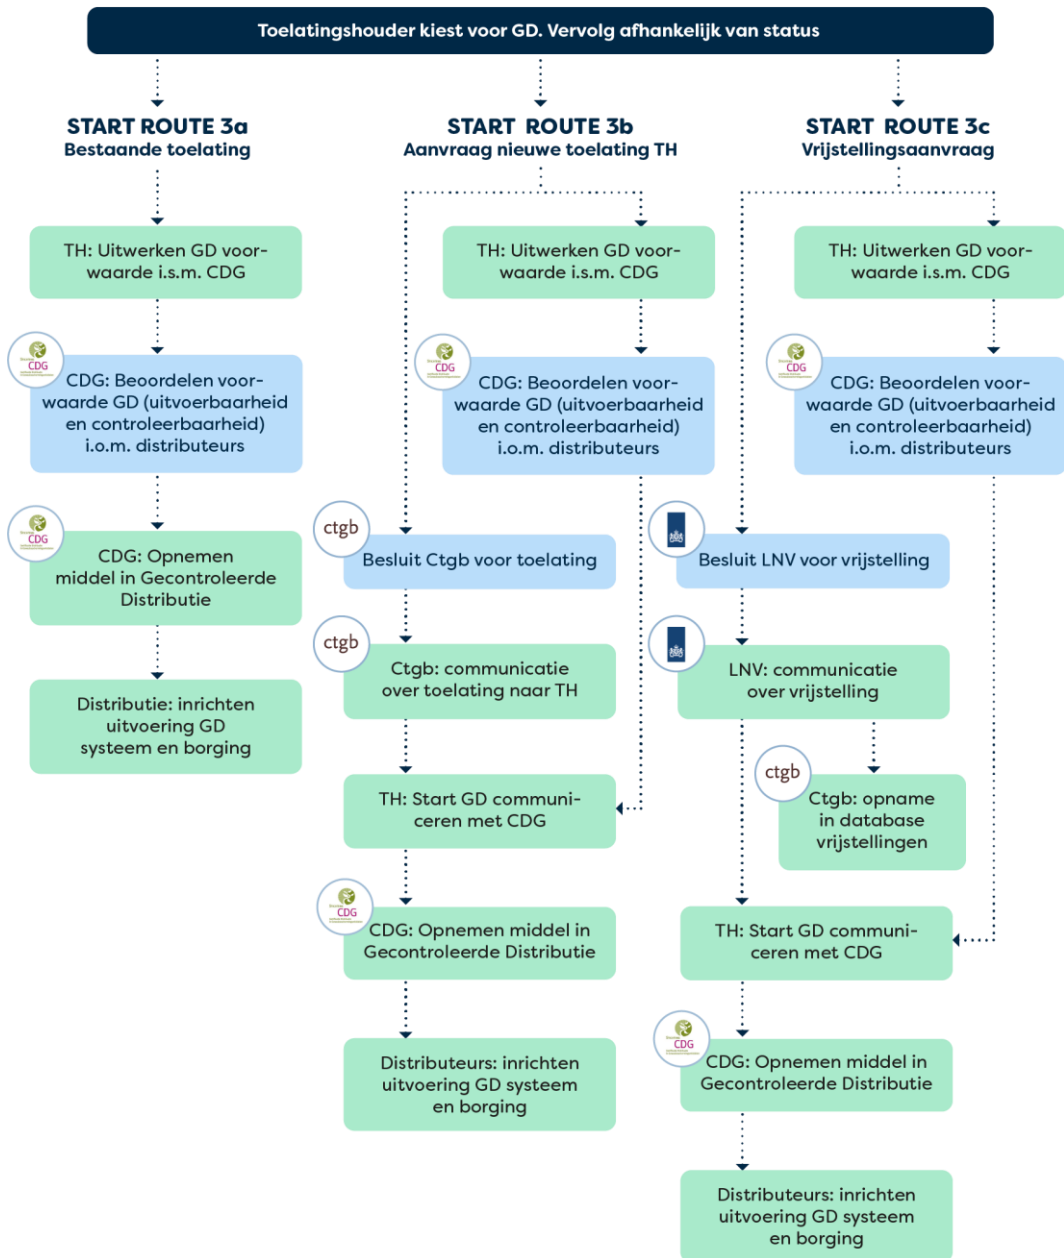 Toelatingshouder kiest voor GD. Vervolg afhankelijk van status
START ROUTE 3a
Bestaande toelating
TH: Uitwerken GD voor-
waarde i.s.m. CDG
CDG
CDG: Beoordelen voor-
waarde GD (uitvoerbaarheid
en controleerbaarheid)
i.o.m. distributeurs
CDG
CDG: Opnemen
middel in Gecontroleerde
Distributie
Distributie: inrichten
uitvoering GD
systeem en borging
START ROUTE 3b
Aanvraag nieuwe toelating TH
TH: Uitwerken GD voor-
waarde i.s.m. CDG
CDG
CDG: Beoordelen voor-
waarde GD (uitvoerbaarheid
en controleerbaarheid)
i.o.m. distributeurs
ctgb
Besluit Ctgb voor toelating
ctgb
Ctgb: communicatie
over toelating naar TH
TH: Start GD communi-
ceren met CDG
CDG
CDG: Opnemen middel in
Gecontroleerde Distributie
Distributeurs: inrichten
uitvoering GD systeem
en borging
START ROUTE 3c
Vrijstellingsaanvraag
TH: Uitwerken GD voor-
waarde i.s.m. CDG
CDG
CDG: Beoordelen voor-
waarde GD (uitvoerbaarheid
en controleerbaarheid)
i.o.m. distributeurs
Besluit LNV voor vrijstelling
LNV: communicatie
over vrijstelling
ctgb
Ctgb: opname
in database
vrijstellingen
TH: Start GD communi-
ceren met CDG
CDG
CDG: Opnemen middel in
Gecontroleerde Distributie
Distributeurs: inrichten
uitvoering GD systeem
en borging